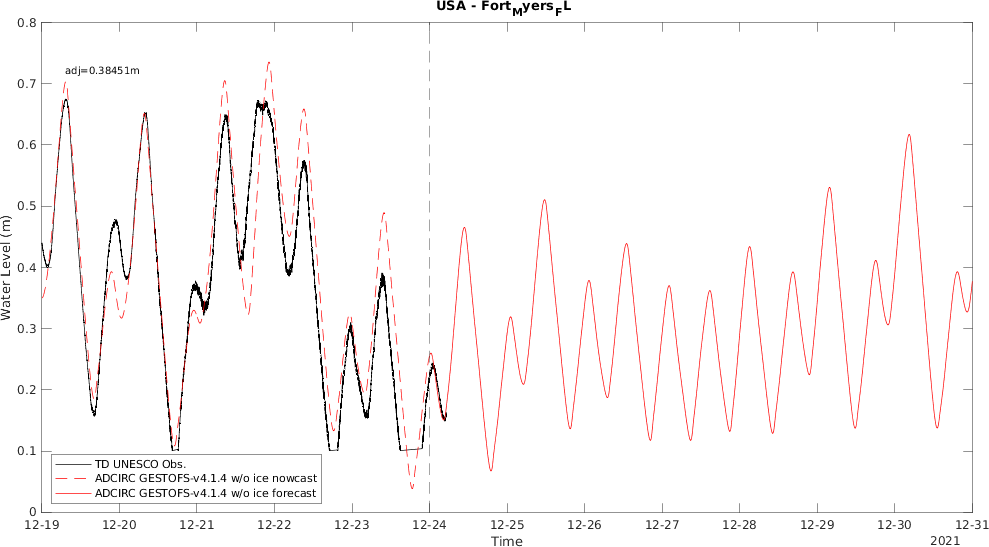 USA - FortMyersFL
adj=0.38451m
Water Level (m)
0.8
0.7
0.6
0.5
0.4
0.3
0.2
0.1
0
TD UNESCO Obs.
ADCIRC GESTOFS-v4.1.4 w/o ice nowcast
ADCIRC GESTOFS-v4.1.4 w/o ice forecast
12-19 12-20 12-21 12-22 12-23 12-24 12-25 12-26 12-27 12-28 12-29 12-30 12-31
Time
2021